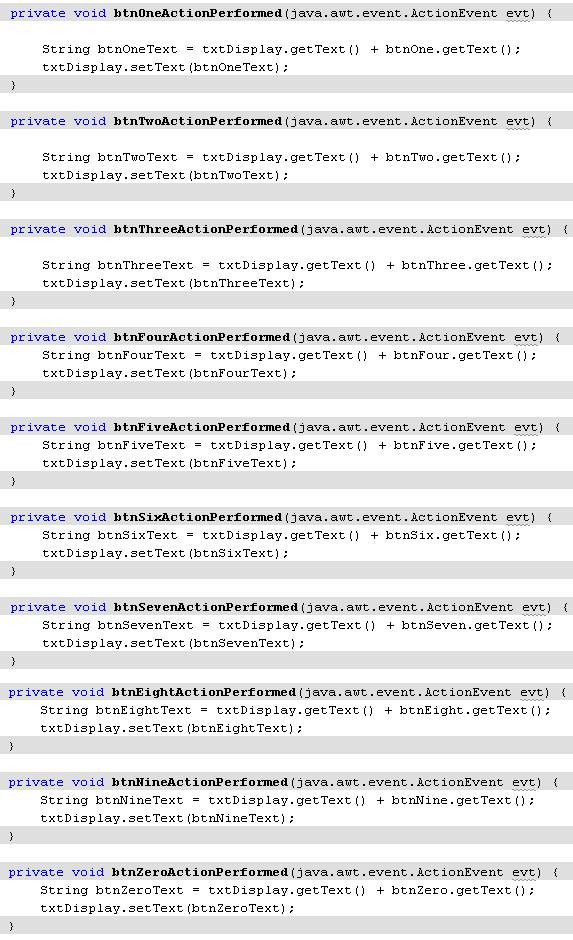 private void btnOneActionPerformed(java.awt.event.ActionEvent evt) {
String btnOneText = txtDisplay.getText() + btnOne.getText();
txtDisplay.setText(btnOneText);
}
private void btnTwoActionPerformed(java.awt.event.ActionEvent evt) {
String btnTwoText = txtDisplay.getText() + btnTwo.getText();
txtDisplay.setText(btnTwoText);
}
private void btnThreeActionPerformed(java.awt.event.ActionEvent evt) {
String btnThreeText = txtDisplay.getText() + btnThree.getText();
txtDisplay.setText(btnThreeText);
}
private void btnFourActionPerformed(java.awt.event.ActionEvent evt) {
String btnFourText = txtDisplay.getText() + btnFour.getText();
txtDisplay.setText(btnFourText);
}
private void btnFiveActionPerformed(java.awt.event.ActionEvent evt) {
String btnFiveText = txtDisplay.getText() + btnFive.getText();
txtDisplay.setText(btnFiveText);
}
private void btnSixActionPerformed(java.awt.event.ActionEvent evt) {
String btnSixText = txtDisplay.getText() + btnSix.getText();
txtDisplay.setText(btnSixText);
}
private void btnSevenActionPerformed(java.awt.event.ActionEvent evt) {
String btnSevenText = txtDisplay.getText() + btnSeven.getText();
txtDisplay.setText(btnSevenText);
}
private void btnEightActionPerformed(java.awt.event.ActionEvent evt) {
String btnEightText = txtDisplay.getText() + btnEight.getText();
txtDisplay.setText(btnEightText);
}
private void btnNineActionPerformed(java.awt.event.ActionEvent evt) {
String btnNineText = txtDisplay.getText() + btnNine.getText();
txtDisplay.setText(btnNineText);
}
private void btnZeroActionPerformed(java.awt.event.ActionEvent evt) {
String btnZeroText = txtDisplay.getText() + btnZero.getText();
txtDisplay.setText(btnZeroText);
}